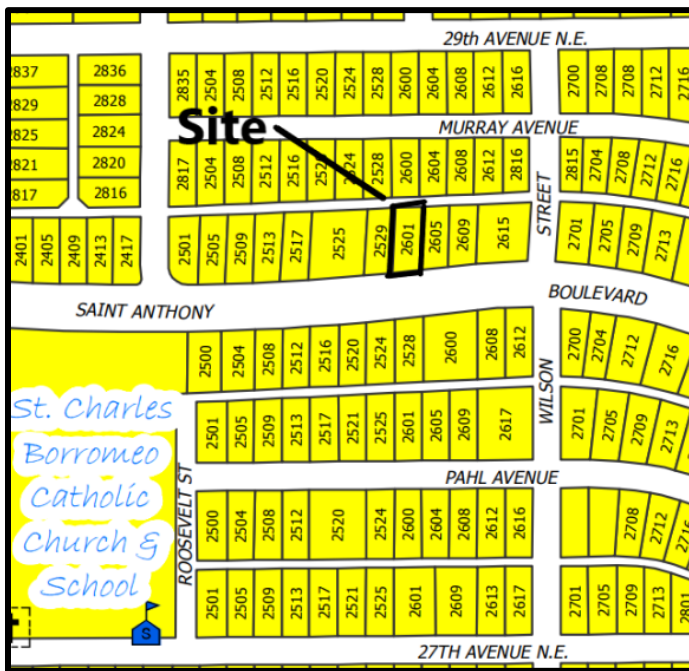 29th AVENUE N.E.
2837 2836 2835 2504 2508 2512 2516 2520 2524 2528 2600 2604 2608 2612 2616 2700 2708 2708 2712 2716
2829 2828
Site
MURRAY AVENUE
2825 2824
2821 2820 2817 2504 2508 2512 2516 2524 2528 2600 2604 2608 2612 2816 2815 2704 2708 2712 2716
2817 2816
STREET
2401 2405 2409 2413 2417 2501 2505 2509 2513 2517 2525 2529 2601 2605 2609 2615 2701 2705 2709 2713
SAINT ANTHONY BOULEVARD
2500 2504 2508 2512 2516 2520 2524 2528 2600 2608 2612 2700 2704 2712 2716
WILSON
St. Charles
Borromeo
Catholic
Church &
School
2501 2505 2509 2513 2517 2521 2525 2601 2605 2609 2617 2701 2705 2709 2713
PAHL AVENUE
ROOSEVELT ST
2500 2504 2508 2512 2520 2524 2600 2604 2608 2612 2616 2708 2712 2716
S
2501 2505 2509 2513 2517 2521 2525 2601 2609 2613 2617 2701 2705 2709 2713 2801
27TH AVENUE N.E.